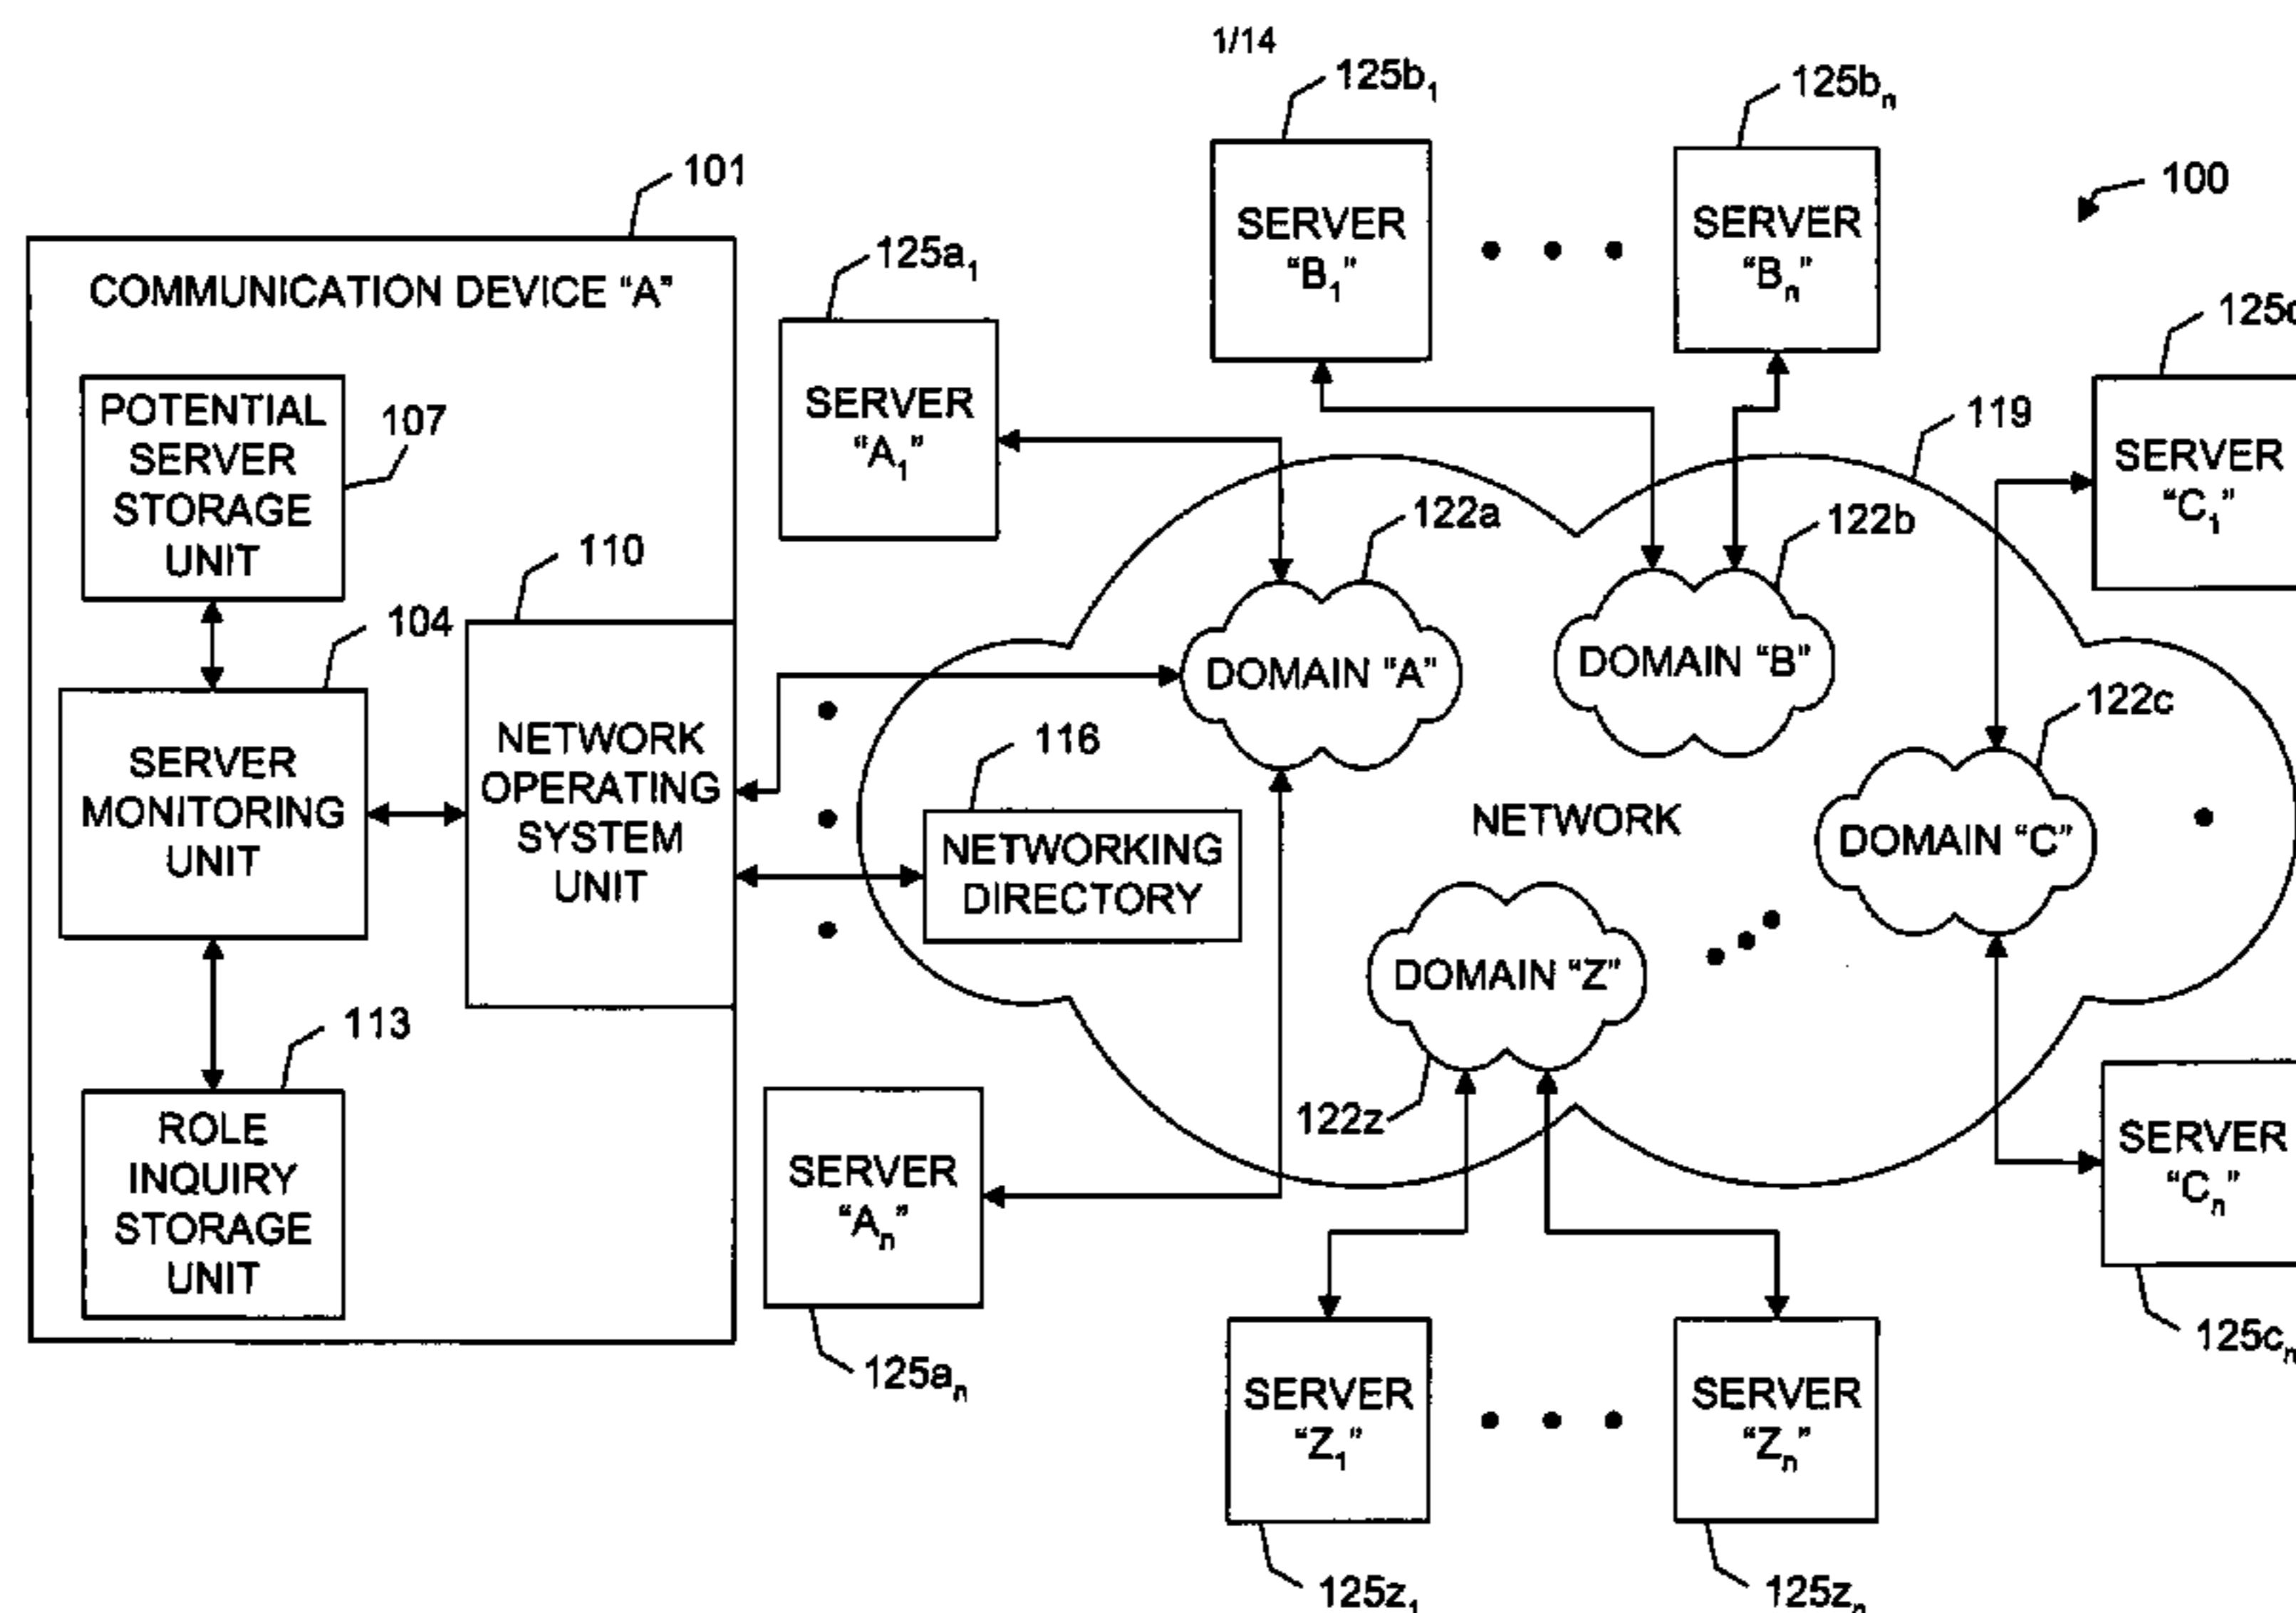 1/14
100
101
COMMUNICATION DEVICE "A"
POTENTIAL
SERVER
STORAGE
UNIT
107
104
SERVER
MONITORING
UNIT
110
NETWORK
OPERATING
SYSTEM
UNIT
113
ROLE
INQUIRY
STORAGE
UNIT
125a₁
SERVER
"A₁"
125b₁
SERVER
"B₁"
125bₙ
SERVER
"Bₙ"
125c
SERVER
"C₁"
119
122a
DOMAIN "A"
122b
DOMAIN "B"
122c
DOMAIN "C"
116
NETWORKING
DIRECTORY
NETWORK
DOMAIN "Z"
122z
SERVER
"Aₙ"
125aₙ
SERVER
"Z₁"
125z₁
SERVER
"Zₙ"
125zₙ
SERVER
"Cₙ"
125cₙ